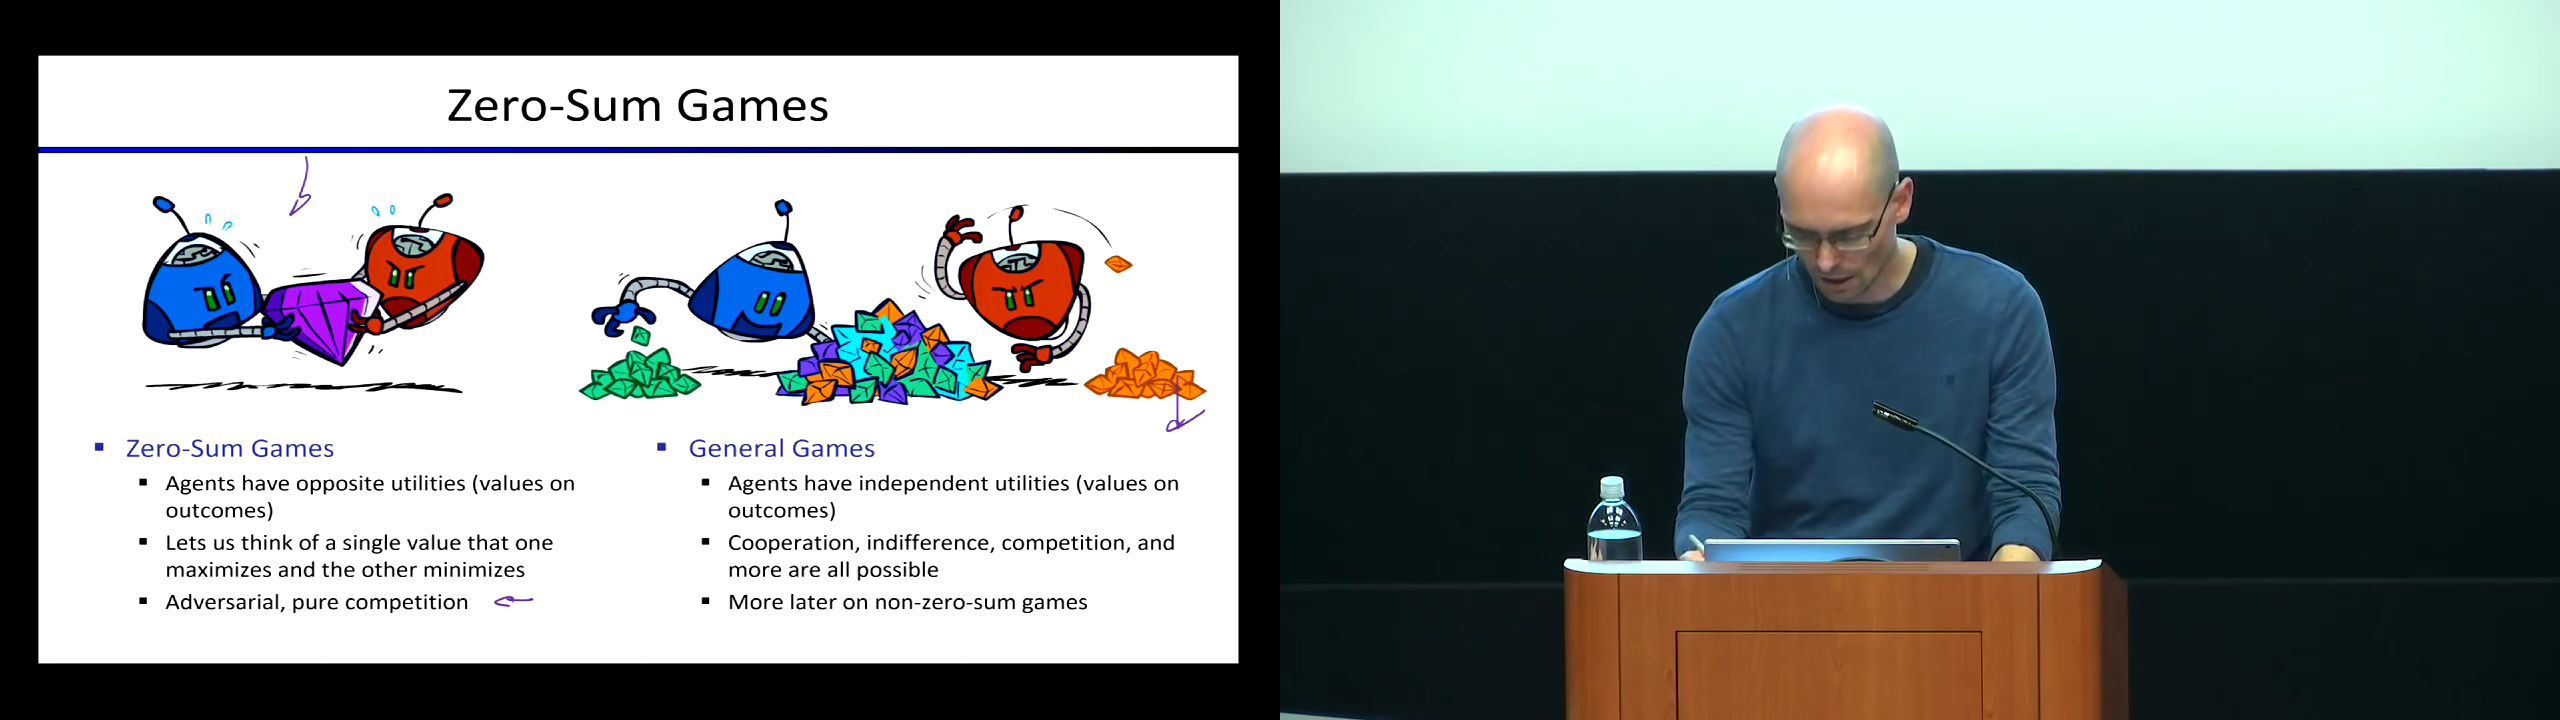 Zero-Sum Games
Zero-Sum Games
Agents have opposite utilities (values on
outcomes)
Lets us think of a single value that one
maximizes and the other minimizes
Adversarial, pure competition
General Games
Agents have independent utilities (values on
outcomes)
Cooperation, indifference, competition, and
more are all possible
More later on non-zero-sum games